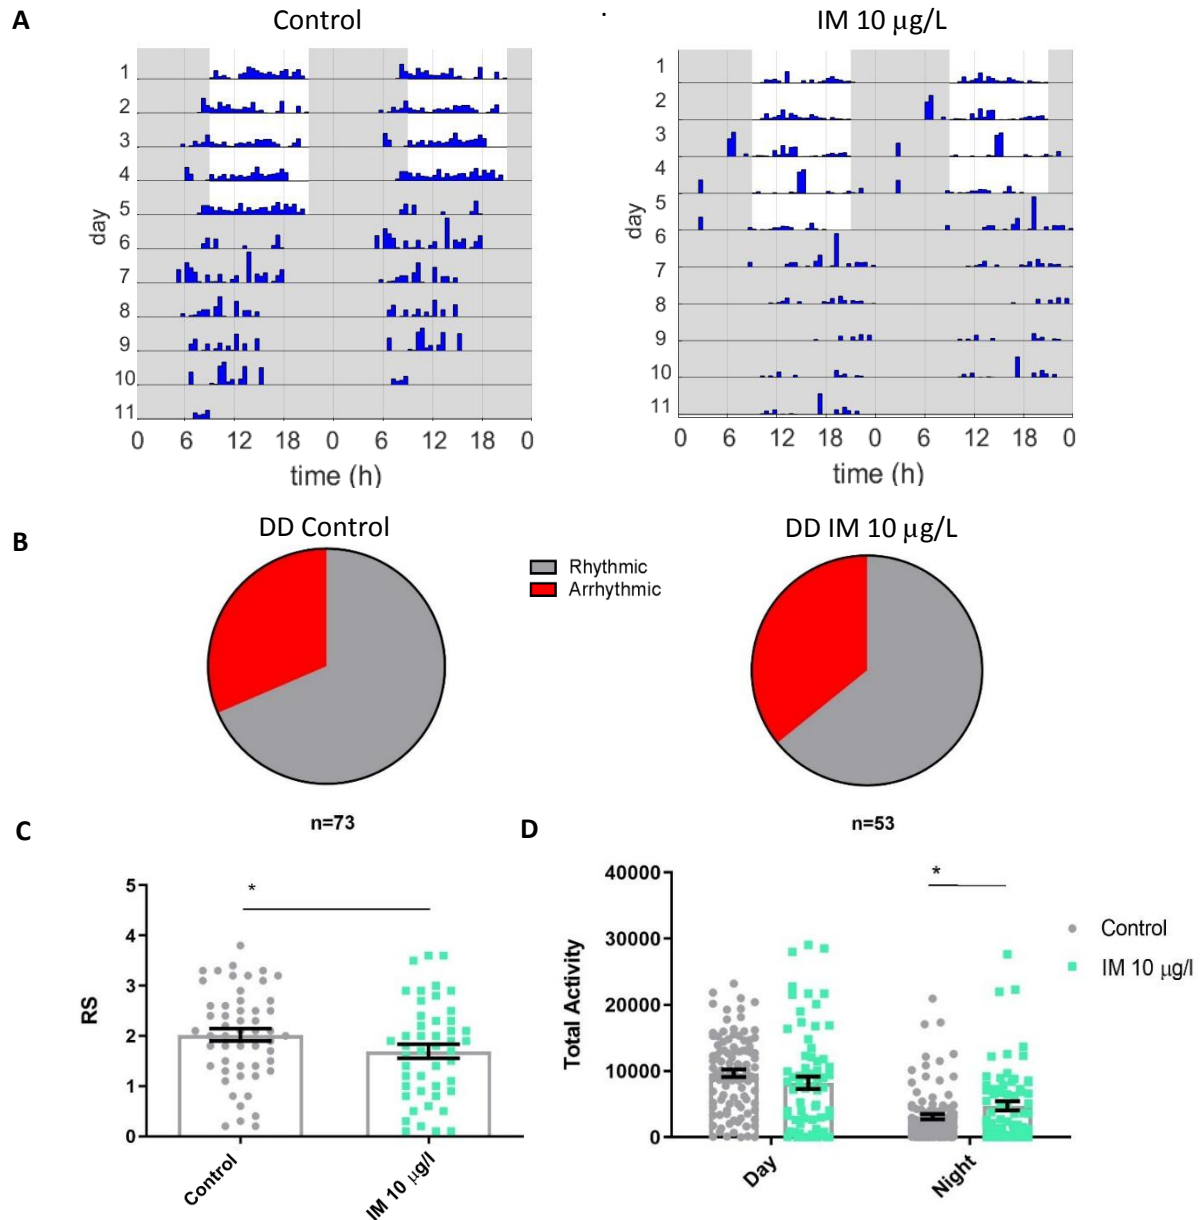 A
Control
.
IM 10 μg/L
day
1
2
3
4
5
6
7
8
9
10
11
0 6 12 18 0 6 12 18 0
time (h)
day
1
2
3
4
5
6
7
8
9
10
11
0 6 12 18 0 6 12 18 0
time (h)
B
DD Control
DD IM 10 μg/L
Rhythmic
Arrhythmic
n=73
n=53
C
RS
5
4
3
2
1
0
*
Control
IM 10 μg/l
D
Total Activity
40000
30000
20000
10000
0
*
Day
Night
Control
IM 10 μg/l